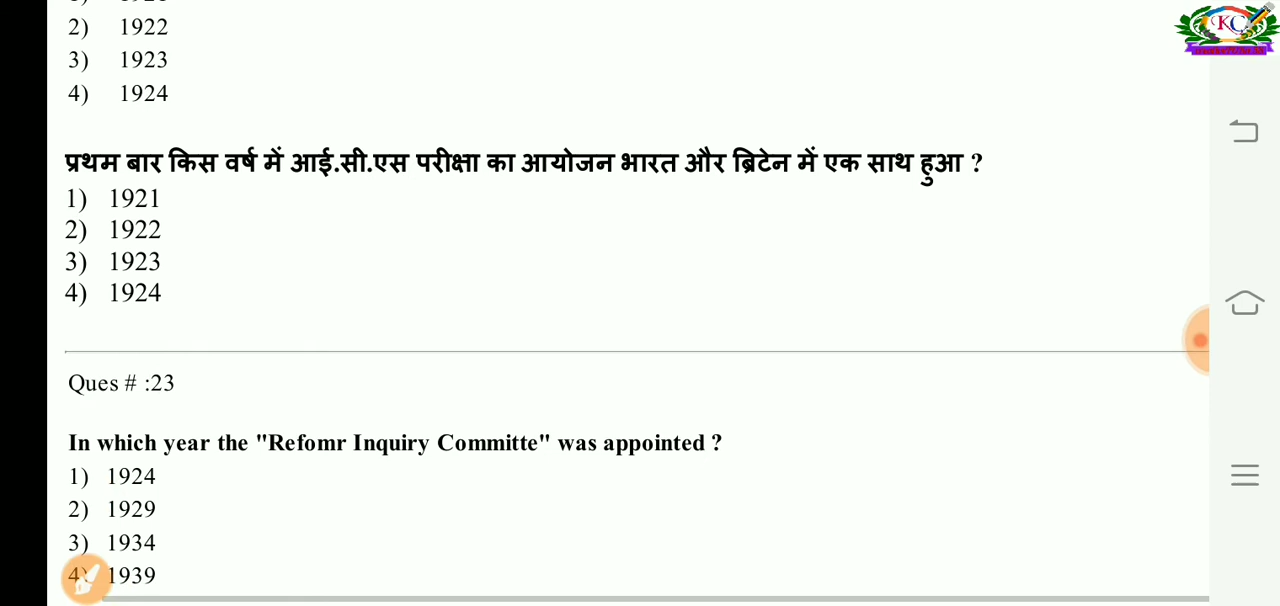 2) 1922
3) 1923
4) 1924
प्रथम बार किस वर्ष में आई.सी.एस परीक्षा का आयोजन भारत और ब्रिटेन में एक साथ हुआ ?
1) 1921
2) 1922
3) 1923
4) 1924
Ques # :23
In which year the "Refomr Inquiry Committe" was appointed ?
1) 1924
2) 1929
3) 1934
4) 1939
KC